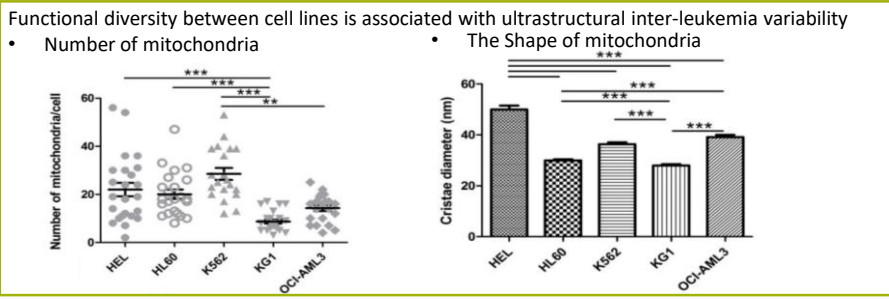 Functional diversity between cell lines is associated with ultrastructural inter-leukemia variability
• Number of mitochondria
• The Shape of mitochondria
***
***
***
**
Number of mitochondria/cell
60
40
20
0
HEL
HL60
K562
KG1
OCI-AML3
***
***
***
***
***
Cristae diameter (nm)
60
40
20
0
HEL
HL60
K562
KG1
OCI-AML3